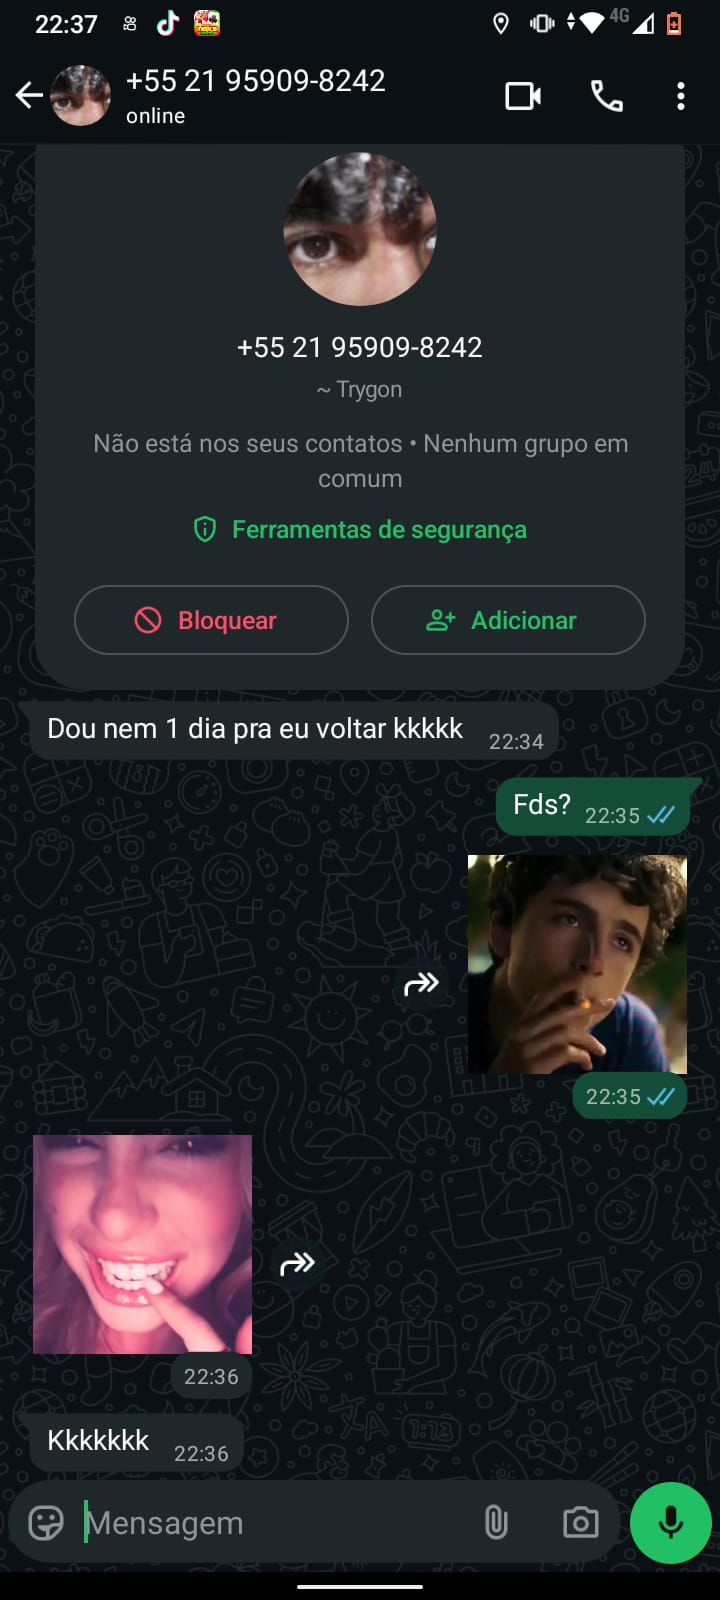 22:37
4G
+55 21 95909-8242
online
+55 21 95909-8242
~ Trygon
Não está nos seus contatos • Nenhum grupo em
comum
Ferramentas de segurança
Bloquear
Adicionar
Dou nem 1 dia pra eu voltar kkkkk 22:34
Fds? 22:35
22:35
22:36
Kkkkkkk 22:36
Mensagem